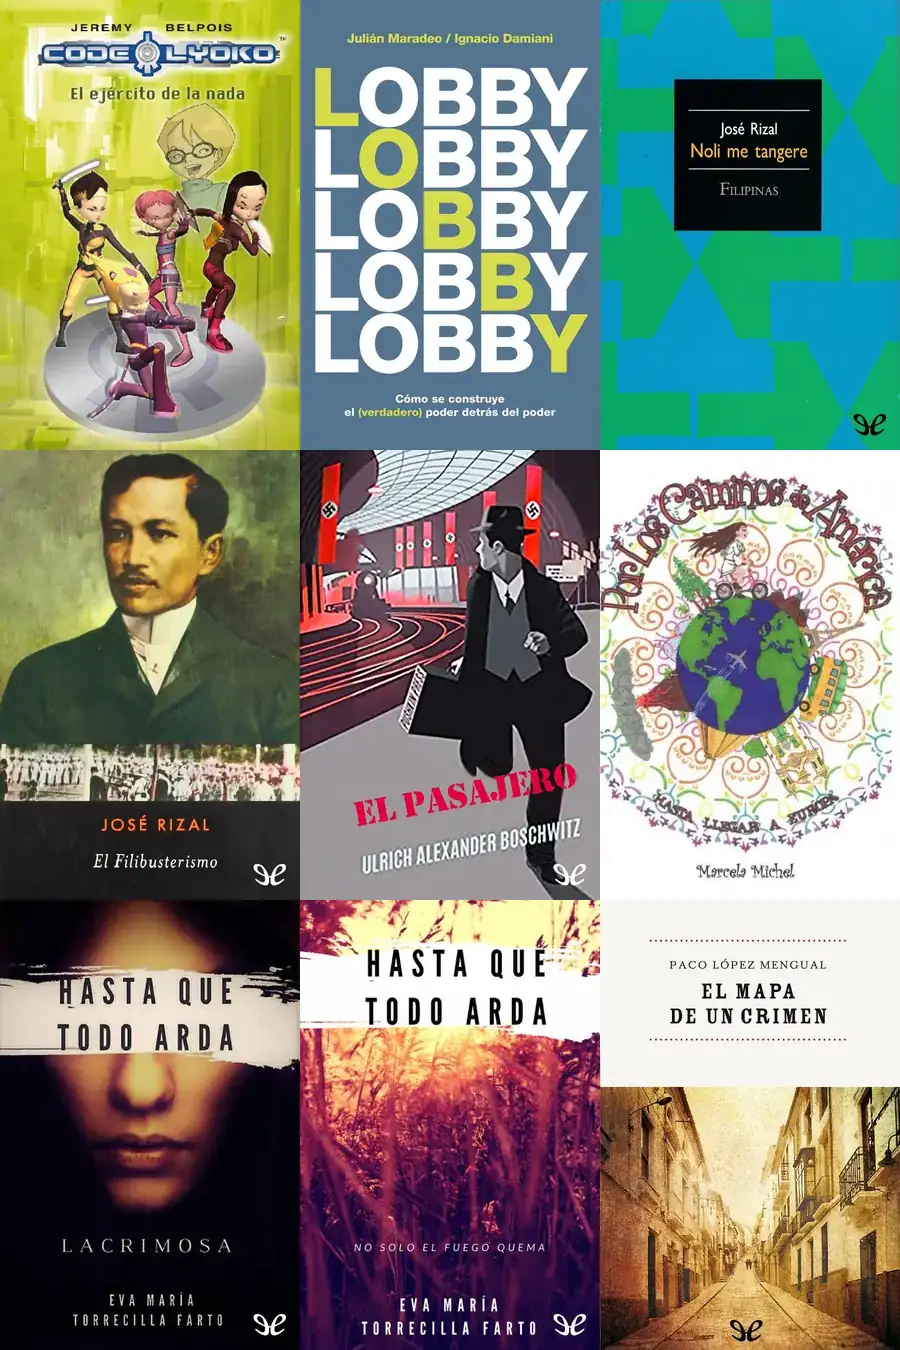 JEREMY BELPOIS
CODE LYOKO
TM
El ejército de la nada
Julián Maradeo / Ignacio Damiani
LOBBY
LOBBY
LOBBY
LOBBY
LOBBY
Cómo se construye
el (verdadero) poder detrás del poder
José Rizal
Noli me tangere
FILIPINAS
JOSÉ RIZAL
El Filibusterismo
EL PASAJERO
ULRICH ALEXANDER BOSCHWITZ
Por Los Caminos de América
HASTA LLEGAR A EUROPA
Marcela Michel
HASTA QUE
TODO ARDA
LACRIMOSA
EVA MARÍA
TORRECILLA FARTO
HASTA QUE
TODO ARDA
NO SOLO EL FUEGO QUEMA
EVA MARÍA
TORRECILLA FARTO
PACO LÓPEZ MENGUAL
EL MAPA
DE UN CRIMEN